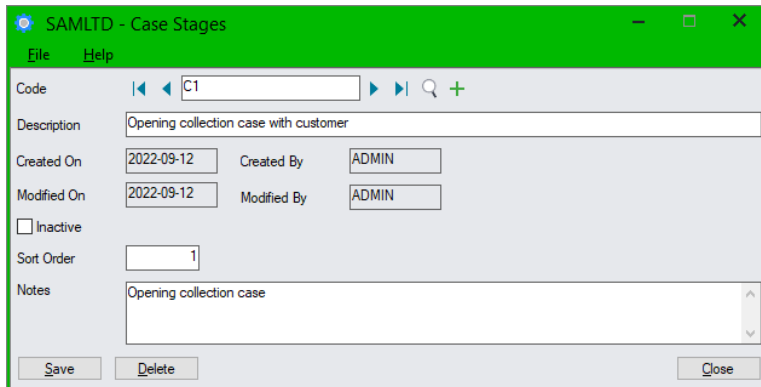 SAMLTD - Case Stages
File Help
Code C1
Description Opening collection case with customer
Created On 2022-09-12 Created By ADMIN
Modified On 2022-09-12 Modified By ADMIN
Inactive
Sort Order 1
Notes Opening collection case
Save Delete Close